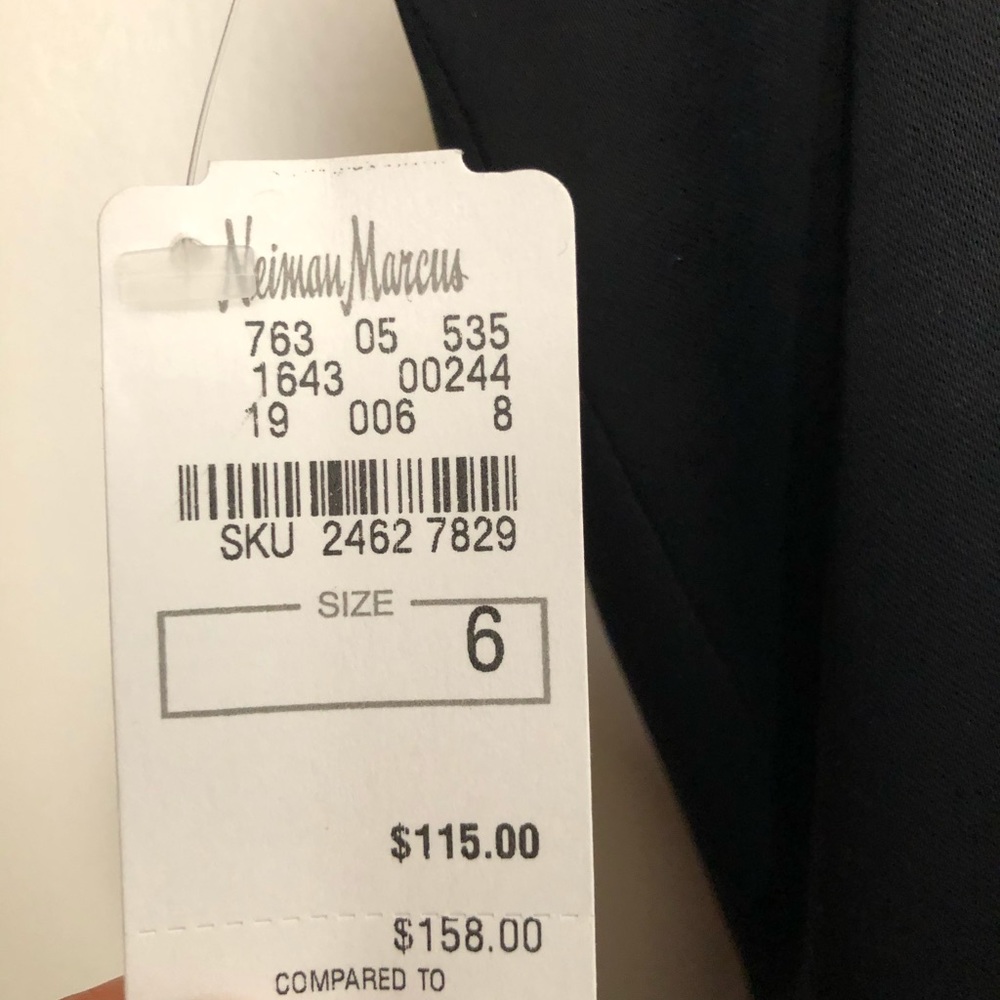 Neiman Marcus
763 05 535
1643 00244
19 006 8
SKU 2462 7829
SIZE
6
$115.00
$158.00
COMPARED TO